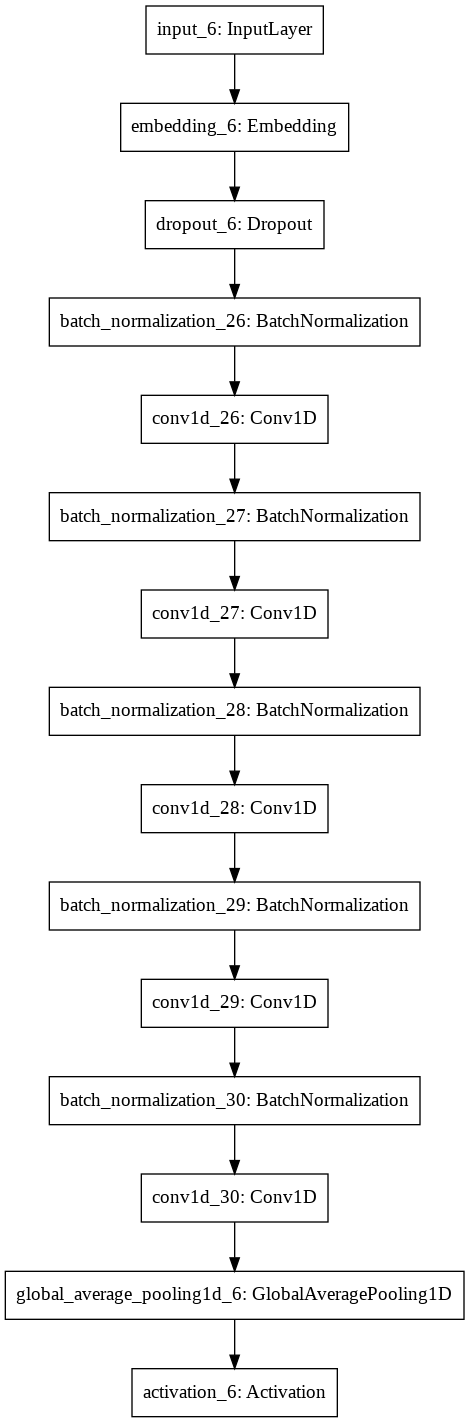 input_6: InputLayer
embedding_6: Embedding
dropout_6: Dropout
batch_normalization_26: BatchNormalization
conv1d_26: Conv1D
batch_normalization_27: BatchNormalization
conv1d_27: Conv1D
batch_normalization_28: BatchNormalization
conv1d_28: Conv1D
batch_normalization_29: BatchNormalization
conv1d_29: Conv1D
batch_normalization_30: BatchNormalization
conv1d_30: Conv1D
global_average_pooling1d_6: GlobalAveragePooling1D
activation_6: Activation